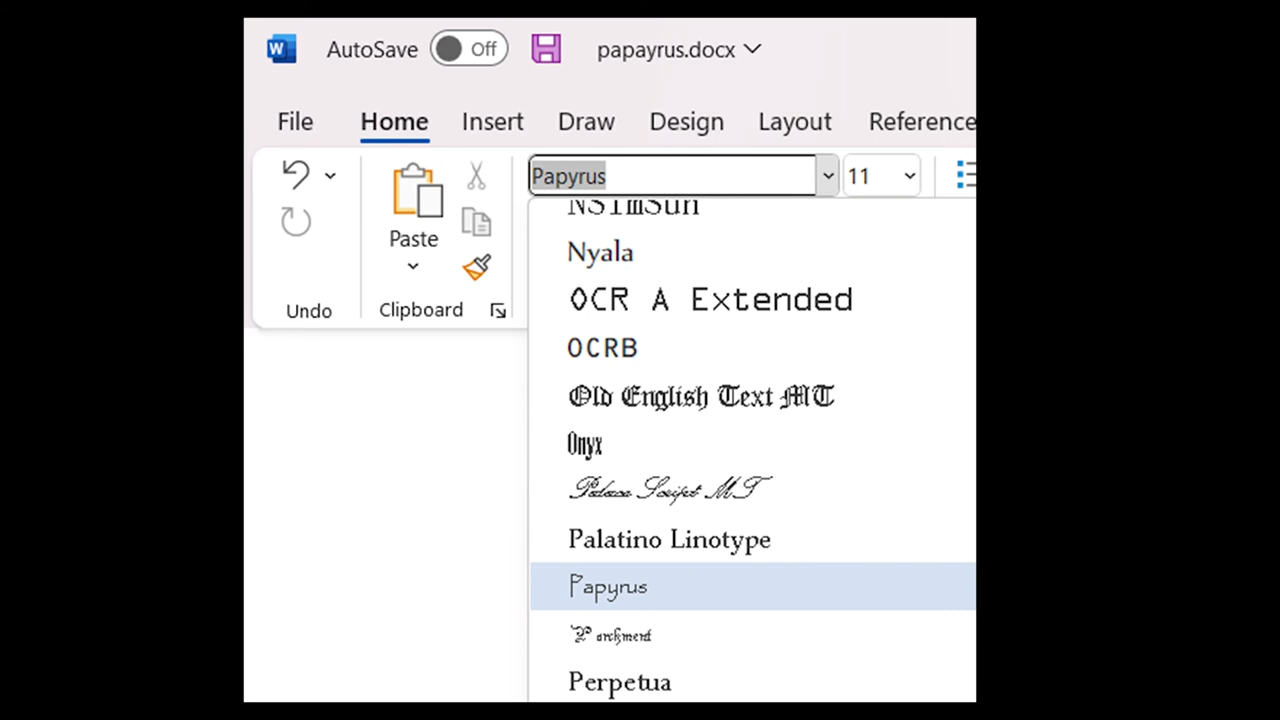 W AutoSave Off papayrus.docx
File Home Insert Draw Design Layout Reference
Papyrus 11
NSimSun
Nyala
Paste
OCR A Extended
Undo Clipboard
OCRB
Old English Text MT
Onyx
Palace Script MT
Palatino Linotype
Papyrus
Parchment
Perpetua